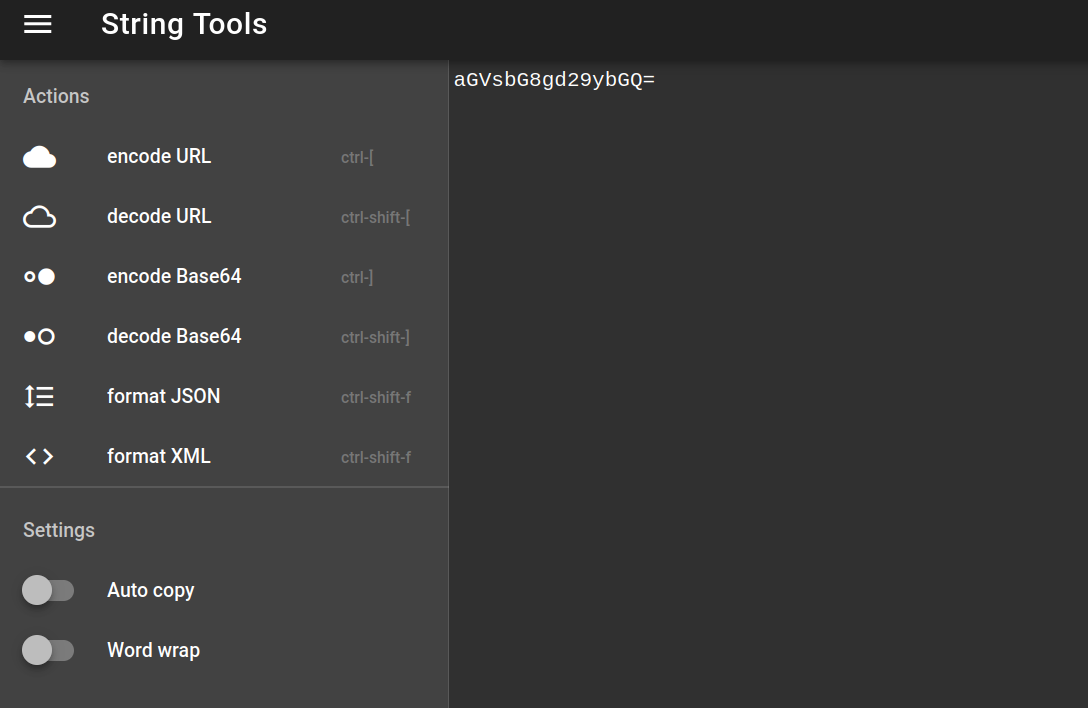 String Tools
Actions
encode URL ctrl-[
decode URL ctrl-shift-[
encode Base64 ctrl-]
decode Base64 ctrl-shift-]
format JSON ctrl-shift-f
format XML ctrl-shift-f
Settings
Auto copy
Word wrap
aGVsbG8gd29ybGQ=